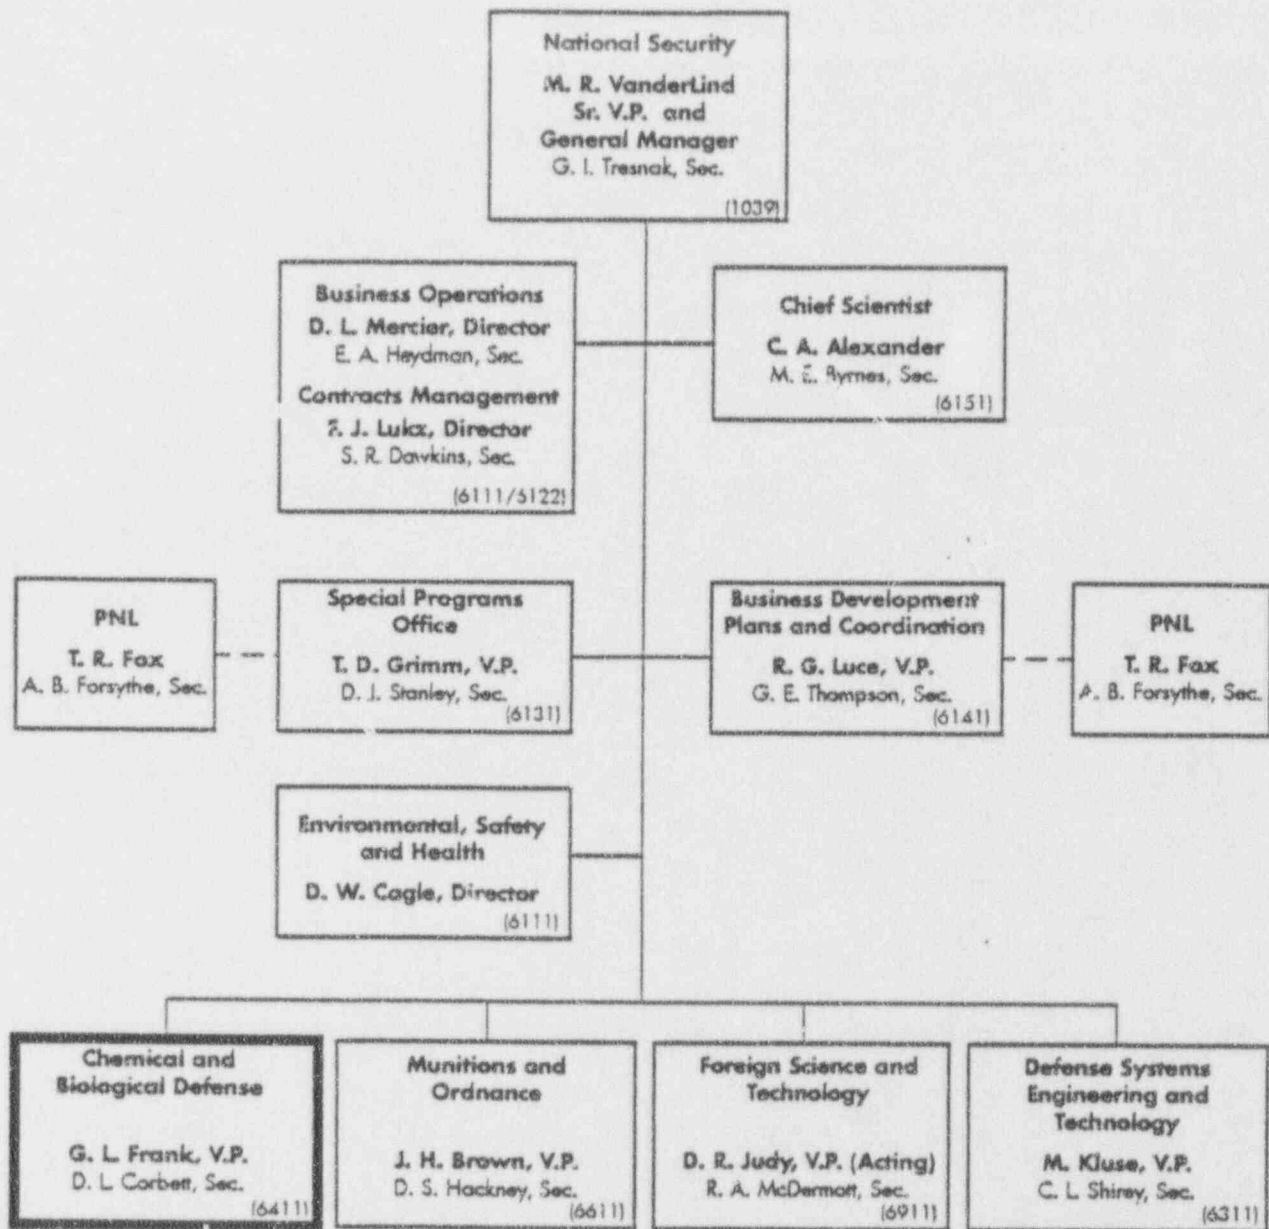 National Security
M. R. VanderLind
Sr. V.P. and
General Manager
G. I. Tresnak, Sec.
(1039)
Business Operations
D. L. Mercier, Director
E. A. Heydman, Sec.
Contracts Management
J. Lukz, Director
S. R. Dawkins, Sec.
(6111/5122)
Chief Scientist
C. A. Alexander
M. E. Byrnes, Sec.
(6151)
PNL
T. R. Fox
A. B. Forsythe, Sec.
Special Programs
Office
T. D. Grimm, V.P.
D. J. Stanley, Sec.
(6131)
Business Development
Plans and Coordination
R. G. Luce, V.P.
G. E. Thompson, Sec.
(6141)
PNL
T. R. Fox
A. B. Forsythe, Sec.
Environmental, Safety
and Health
D. W. Cagle, Director
(6111)
Chemical and
Biological Defense
G. L. Frank, V.P.
D. L. Corbett, Sec.
(6411)
Munitions and
Ordnance
J. H. Brown, V.P.
D. S. Hackney, Sec.
(6611)
Foreign Science and
Technology
D. R. Judy, V.P. (Acting)
R. A. McDermott, Sec.
(6911)
Defense Systems
Engineering and
Technology
M. Kluse, V.P.
C. L. Shirey, Sec.
(6311)